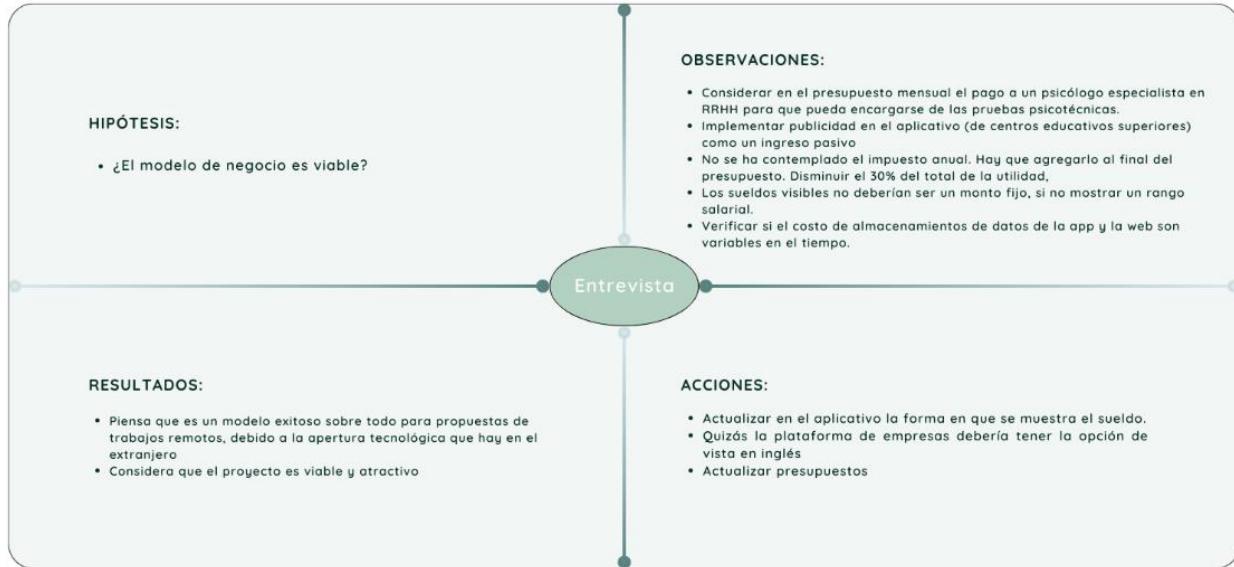 HIPÓTESIS:
• ¿El modelo de negocio es viable?
OBSERVACIONES:
• Considerar en el presupuesto mensual el pago a un psicólogo especialista en
RRHH para que pueda encargarse de las pruebas psicotécnicas.
• Implementar publicidad en el aplicativo (de centros educativos superiores)
como un ingreso pasivo
• No se ha contemplado el impuesto anual. Hay que agregarlo al final del
presupuesto. Disminuir el 30% del total de la utilidad,
• Los sueldos visibles no deberían ser un monto fijo, si no mostrar un rango
salarial.
• Verificar si el costo de almacenamientos de datos de la app y la web son
variables en el tiempo.
Entrevista
RESULTADOS:
• Piensa que es un modelo exitoso sobre todo para propuestas de
trabajos remotos, debido a la apertura tecnológica que hay en el
extranjero
• Considera que el proyecto es viable y atractivo
ACCIONES:
• Actualizar en el aplicativo la forma en que se muestra el sueldo.
• Quizás la plataforma de empresas debería tener la opción de
vista en inglés
• Actualizar presupuestos